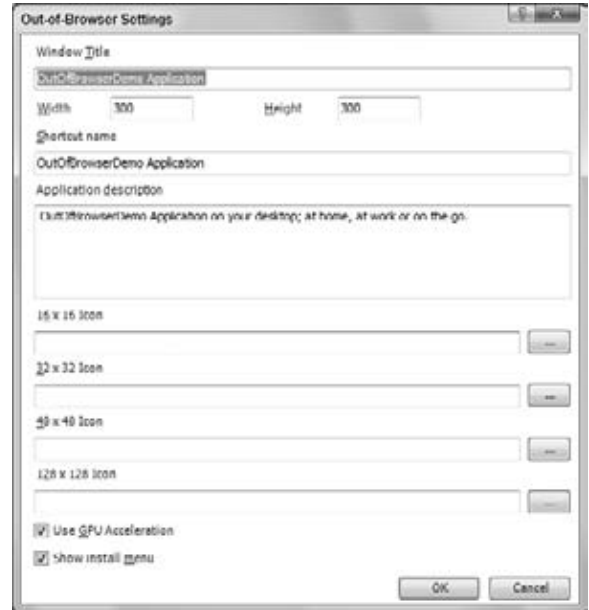 Out-of-Browser Settings
Window Title
OutOfBrowserDemo Application
Width 300 Height 300
Shortcut name
OutOfBrowserDemo Application
Application description
OutOfBrowserDemo Application on your desktop; at home, at work or on the go.
16 x 16 Icon
...
32 x 32 Icon
...
48 x 48 Icon
...
128 x 128 Icon
...
Use GPU Acceleration
Show install menu
OK Cancel